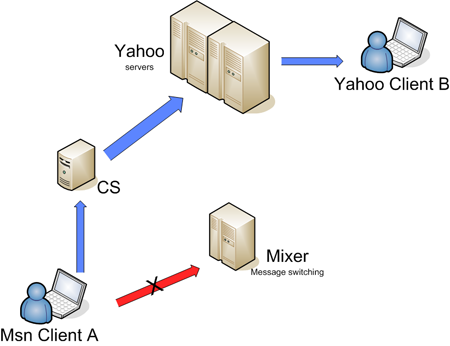 Yahoo
servers
Yahoo Client B
CS
Mixer
Message switching
Msn Client A